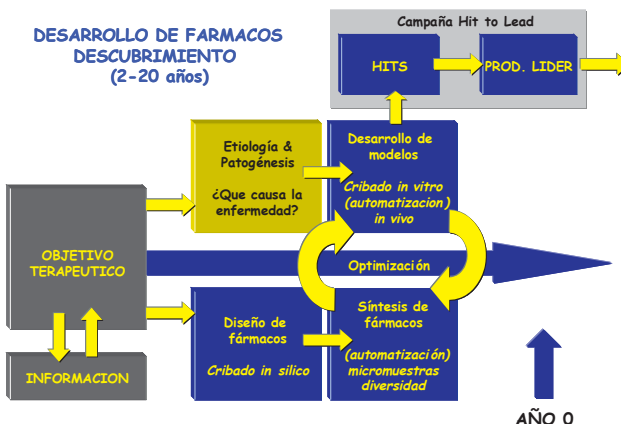 DESARROLLO DE FARMACOS
DESCUBRIMIENTO
(2-20 años)
Campaña Hit to Lead
HITS
PROD. LIDER
Etiología &
Patogénesis
¿Que causa la
enfermedad?
Desarrollo de
modelos
Cribado in vitro
(automatizacion)
in vivo
OBJETIVO
TERAPEUTICO
Optimización
Diseño de
fármacos
Cribado in silico
Síntesis de
fármacos
(automatización)
micromuestras
diversidad
INFORMACION
AÑO 0